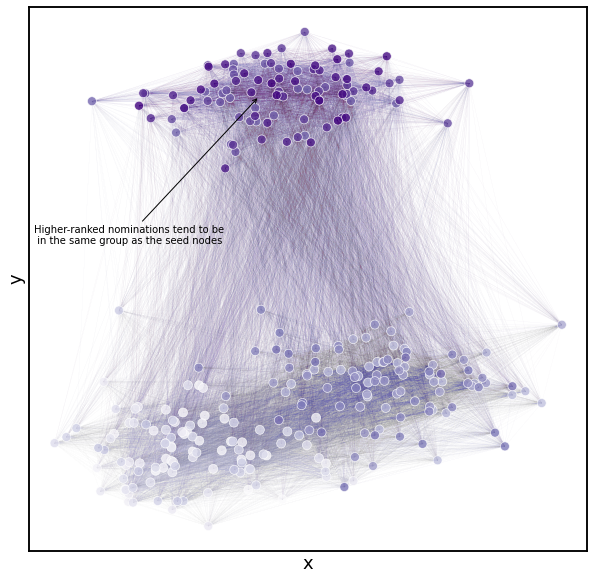 Higher-ranked nominations tend to be
in the same group as the seed nodes
y
x